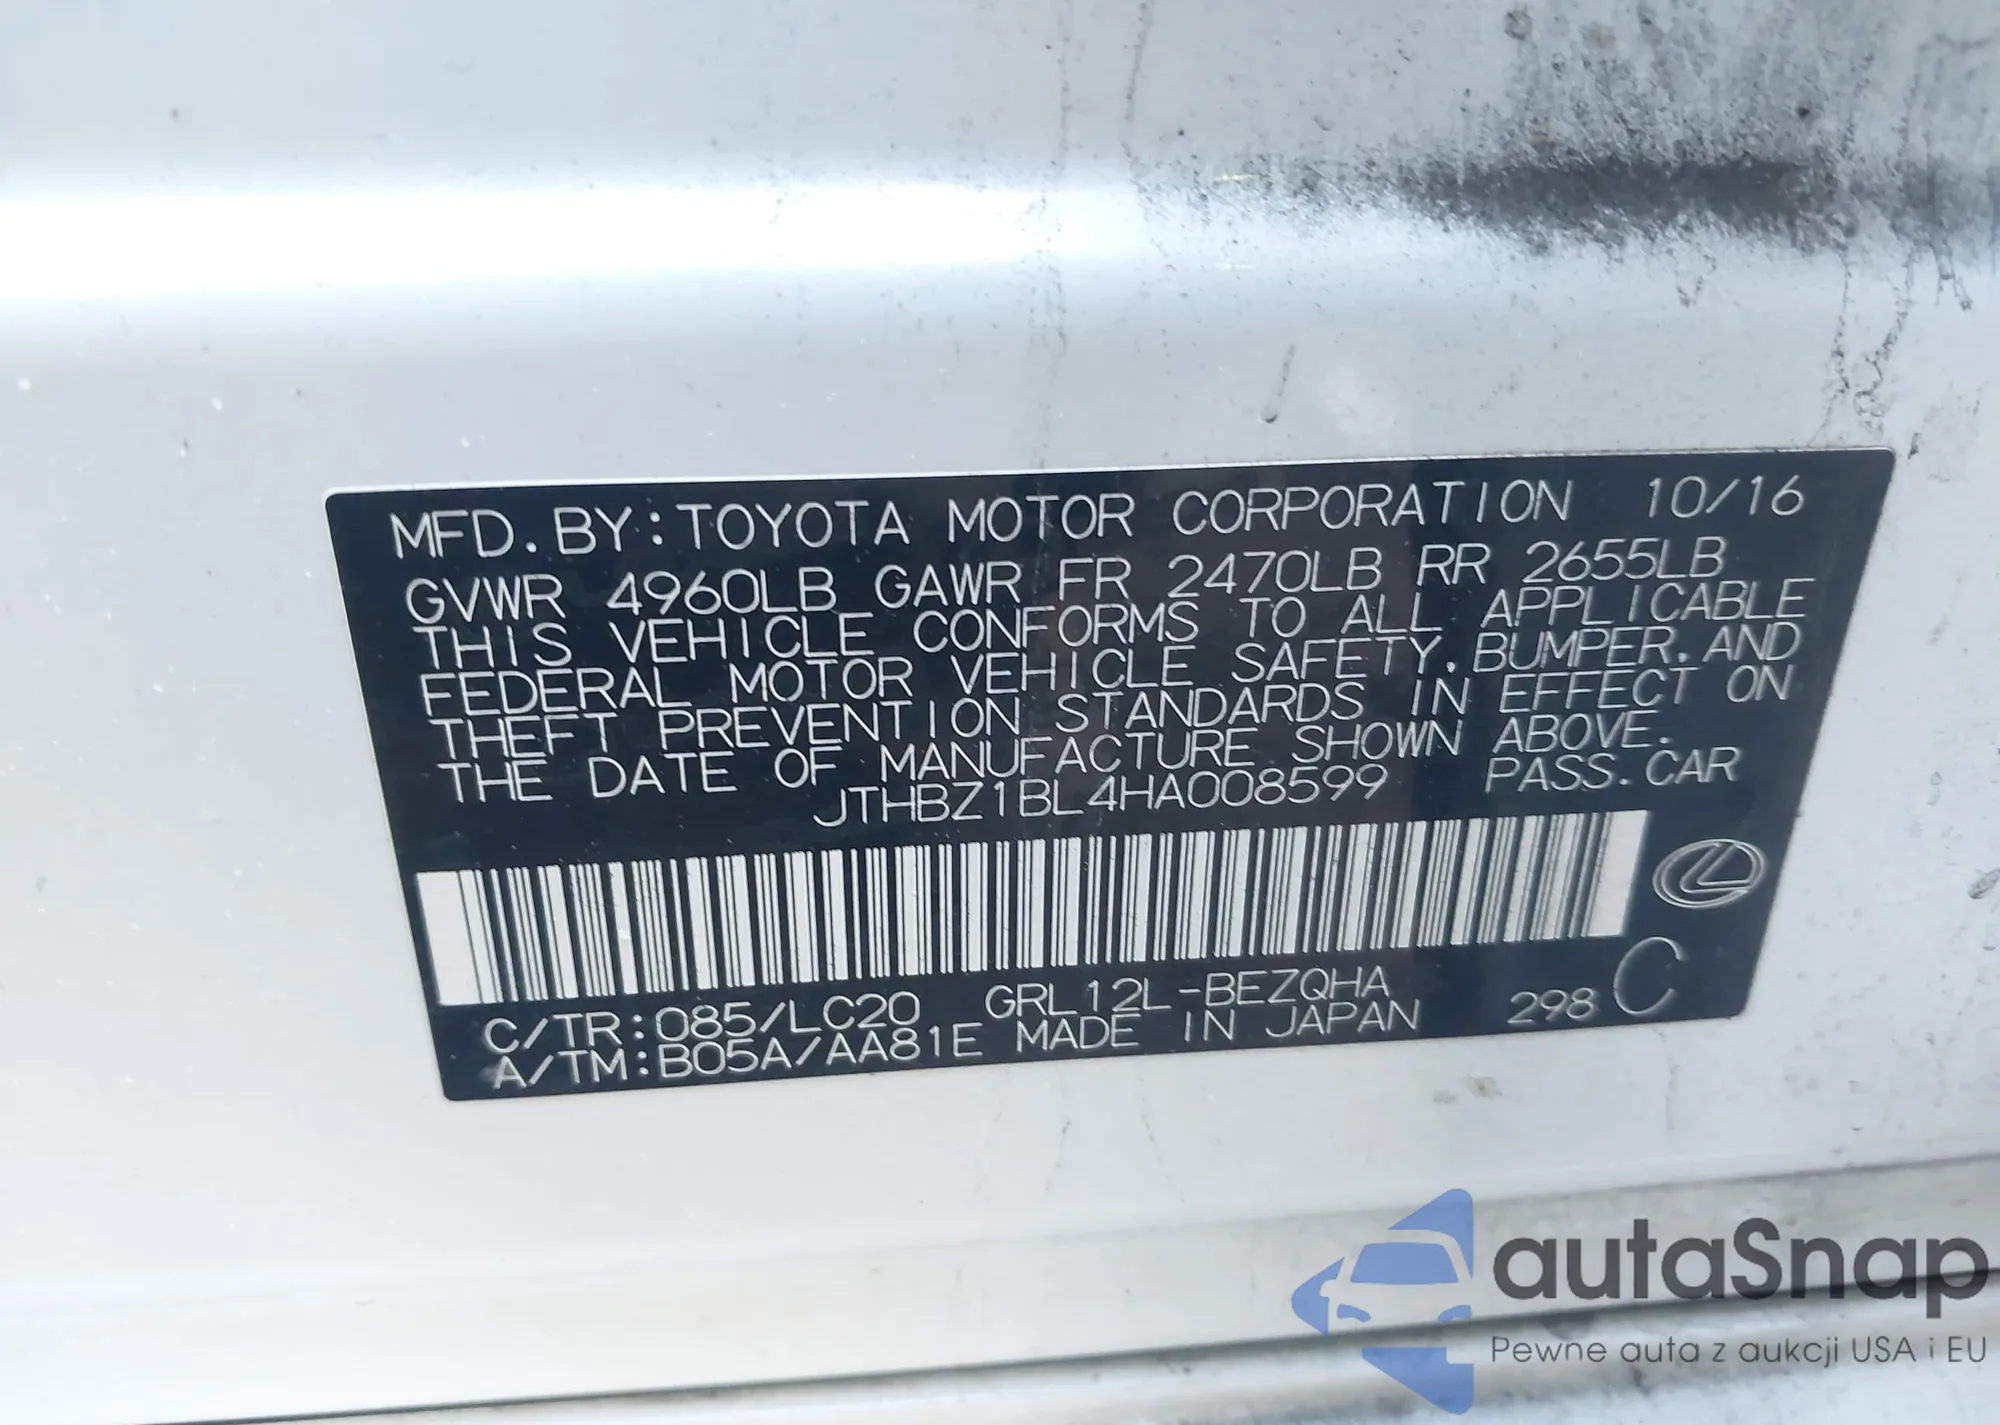 MFD. BY: TOYOTA MOTOR CORPORATION 10/16
GVWR 4960LB GAWR FR 2470LB RR 2655LB
THIS VEHICLE CONFORMS TO ALL APPLICABLE
FEDERAL MOTOR VEHICLE SAFETY, BUMPER, AND
THEFT PREVENTION STANDARDS IN EFFECT ON
THE DATE OF MANUFACTURE SHOWN ABOVE.
JTHBZ1BL4HA008599 PASS. CAR
C/TR: 085/LC20 GRL12L-BEZQHA
A/TM: B05A/AA81E MADE IN JAPAN 298 C
autaSnap
Pewne auta z aukcji USA i EU